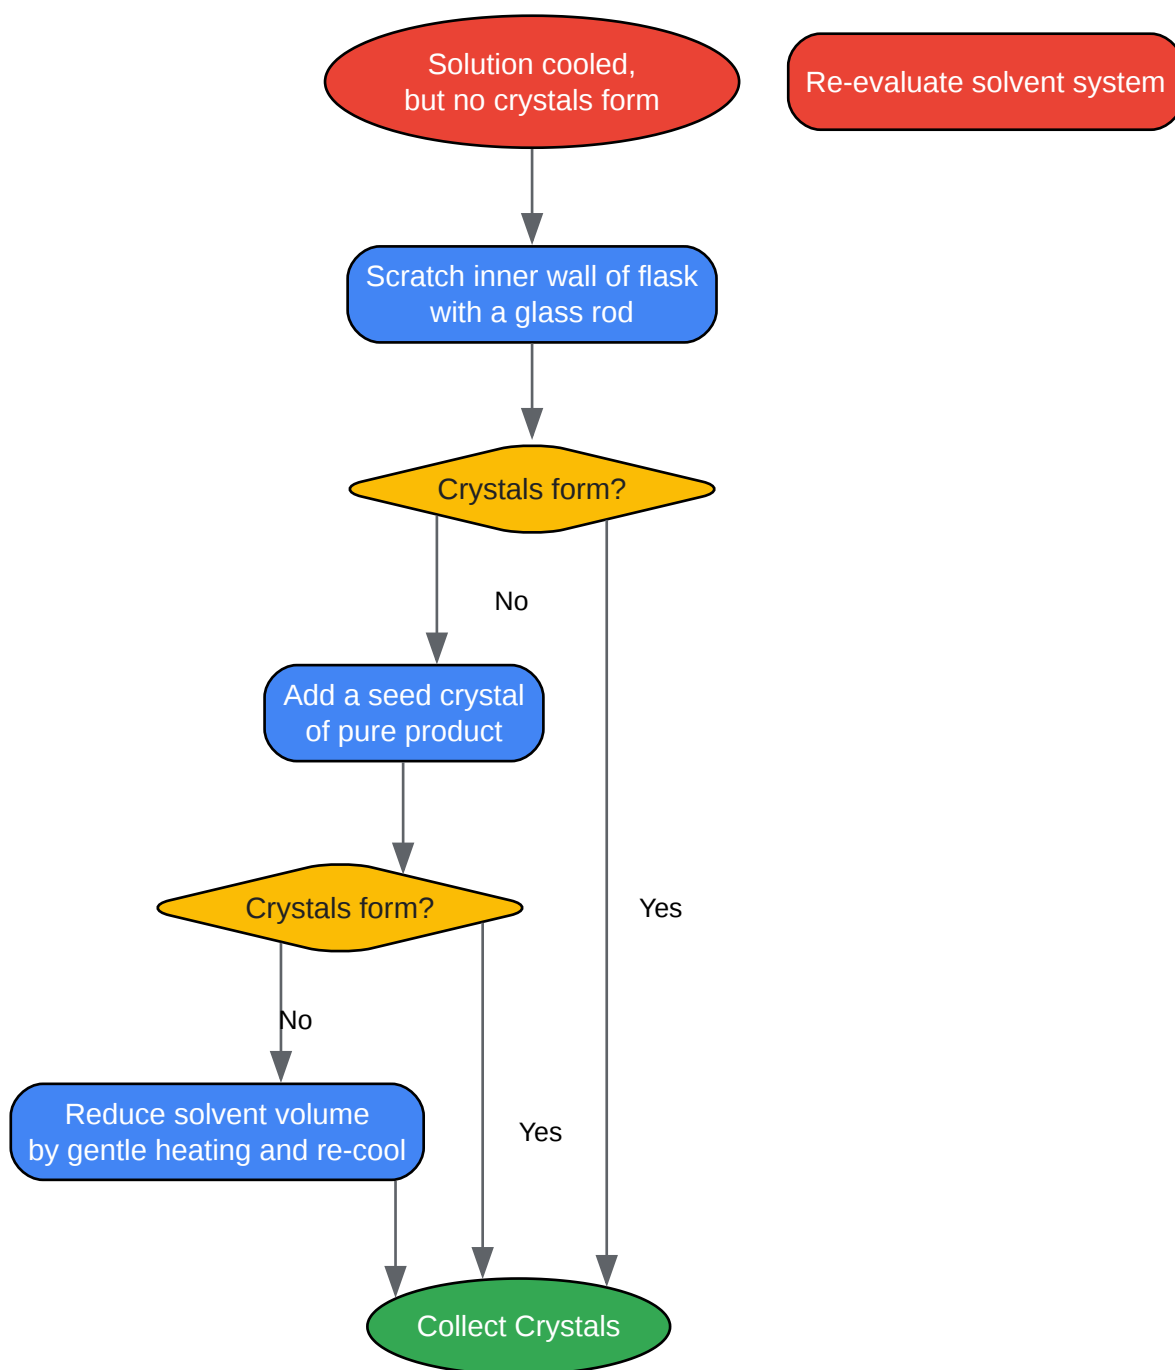 Solution cooled,
but no crystals form
Re-evaluate solvent system
Scratch inner wall of flask
with a glass rod
Crystals form?
No
Add a seed crystal
of pure product
Crystals form?
Yes
No
Reduce solvent volume
by gentle heating and re-cool
Yes
Collect Crystals